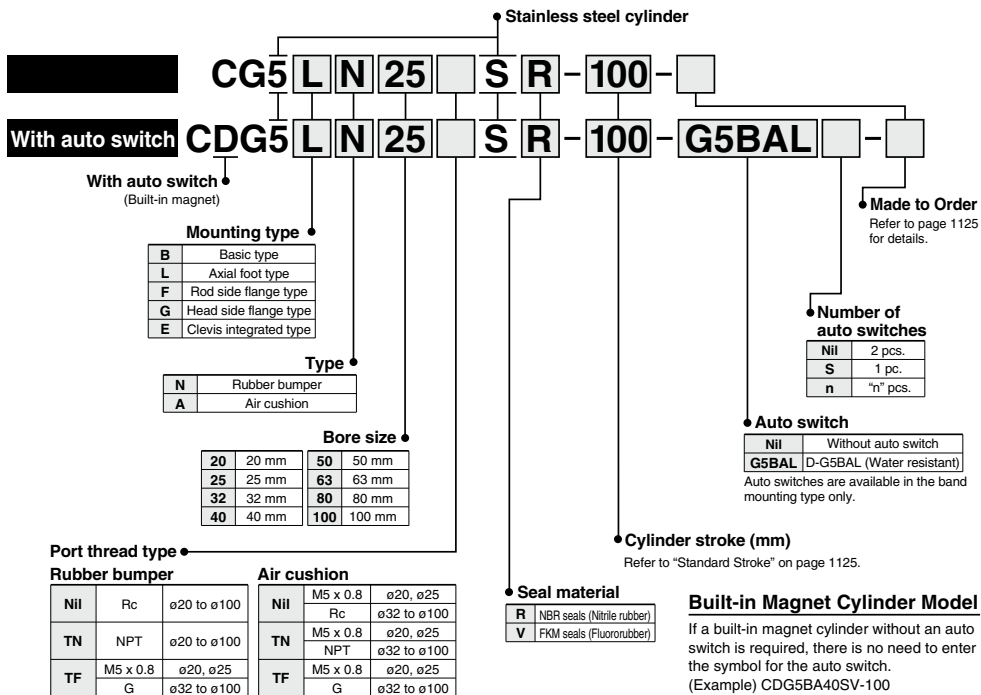 Stainless steel cylinder
CG5 L N 25 S R - 100 -
With auto switch CDG5 L N 25 S R - 100 - G5BAL -
With auto switch
(Built-in magnet)
Made to Order
Refer to page 1125
for details.
Mounting type
B Basic type
L Axial foot type
F Rod side flange type
G Head side flange type
E Clevis integrated type
Number of
auto switches
Nil 2 pcs.
S 1 pc.
n "n" pcs.
Type
N Rubber bumper
A Air cushion
Auto switch
Nil Without auto switch
G5BAL D-G5BAL (Water resistant)
Auto switches are available in the band
mounting type only.
Bore size
20 20 mm 50 50 mm
25 25 mm 63 63 mm
32 32 mm 80 80 mm
40 40 mm 100 100 mm
Cylinder stroke (mm)
Refer to "Standard Stroke" on page 1125.
Port thread type
Rubber bumper
Nil Rc ø20 to ø100
TN NPT ø20 to ø100
TF M5 x 0.8 ø20, ø25
G ø32 to ø100
Air cushion
Nil M5 x 0.8 ø20, ø25
Rc ø32 to ø100
TN M5 x 0.8 ø20, ø25
NPT ø32 to ø100
TF M5 x 0.8 ø20, ø25
G ø32 to ø100
Seal material
R NBR seals (Nitrile rubber)
V FKM seals (Fluororubber)
Built-in Magnet Cylinder Model
If a built-in magnet cylinder without an auto
switch is required, there is no need to enter
the symbol for the auto switch.
(Example) CDG5BA40SV-100